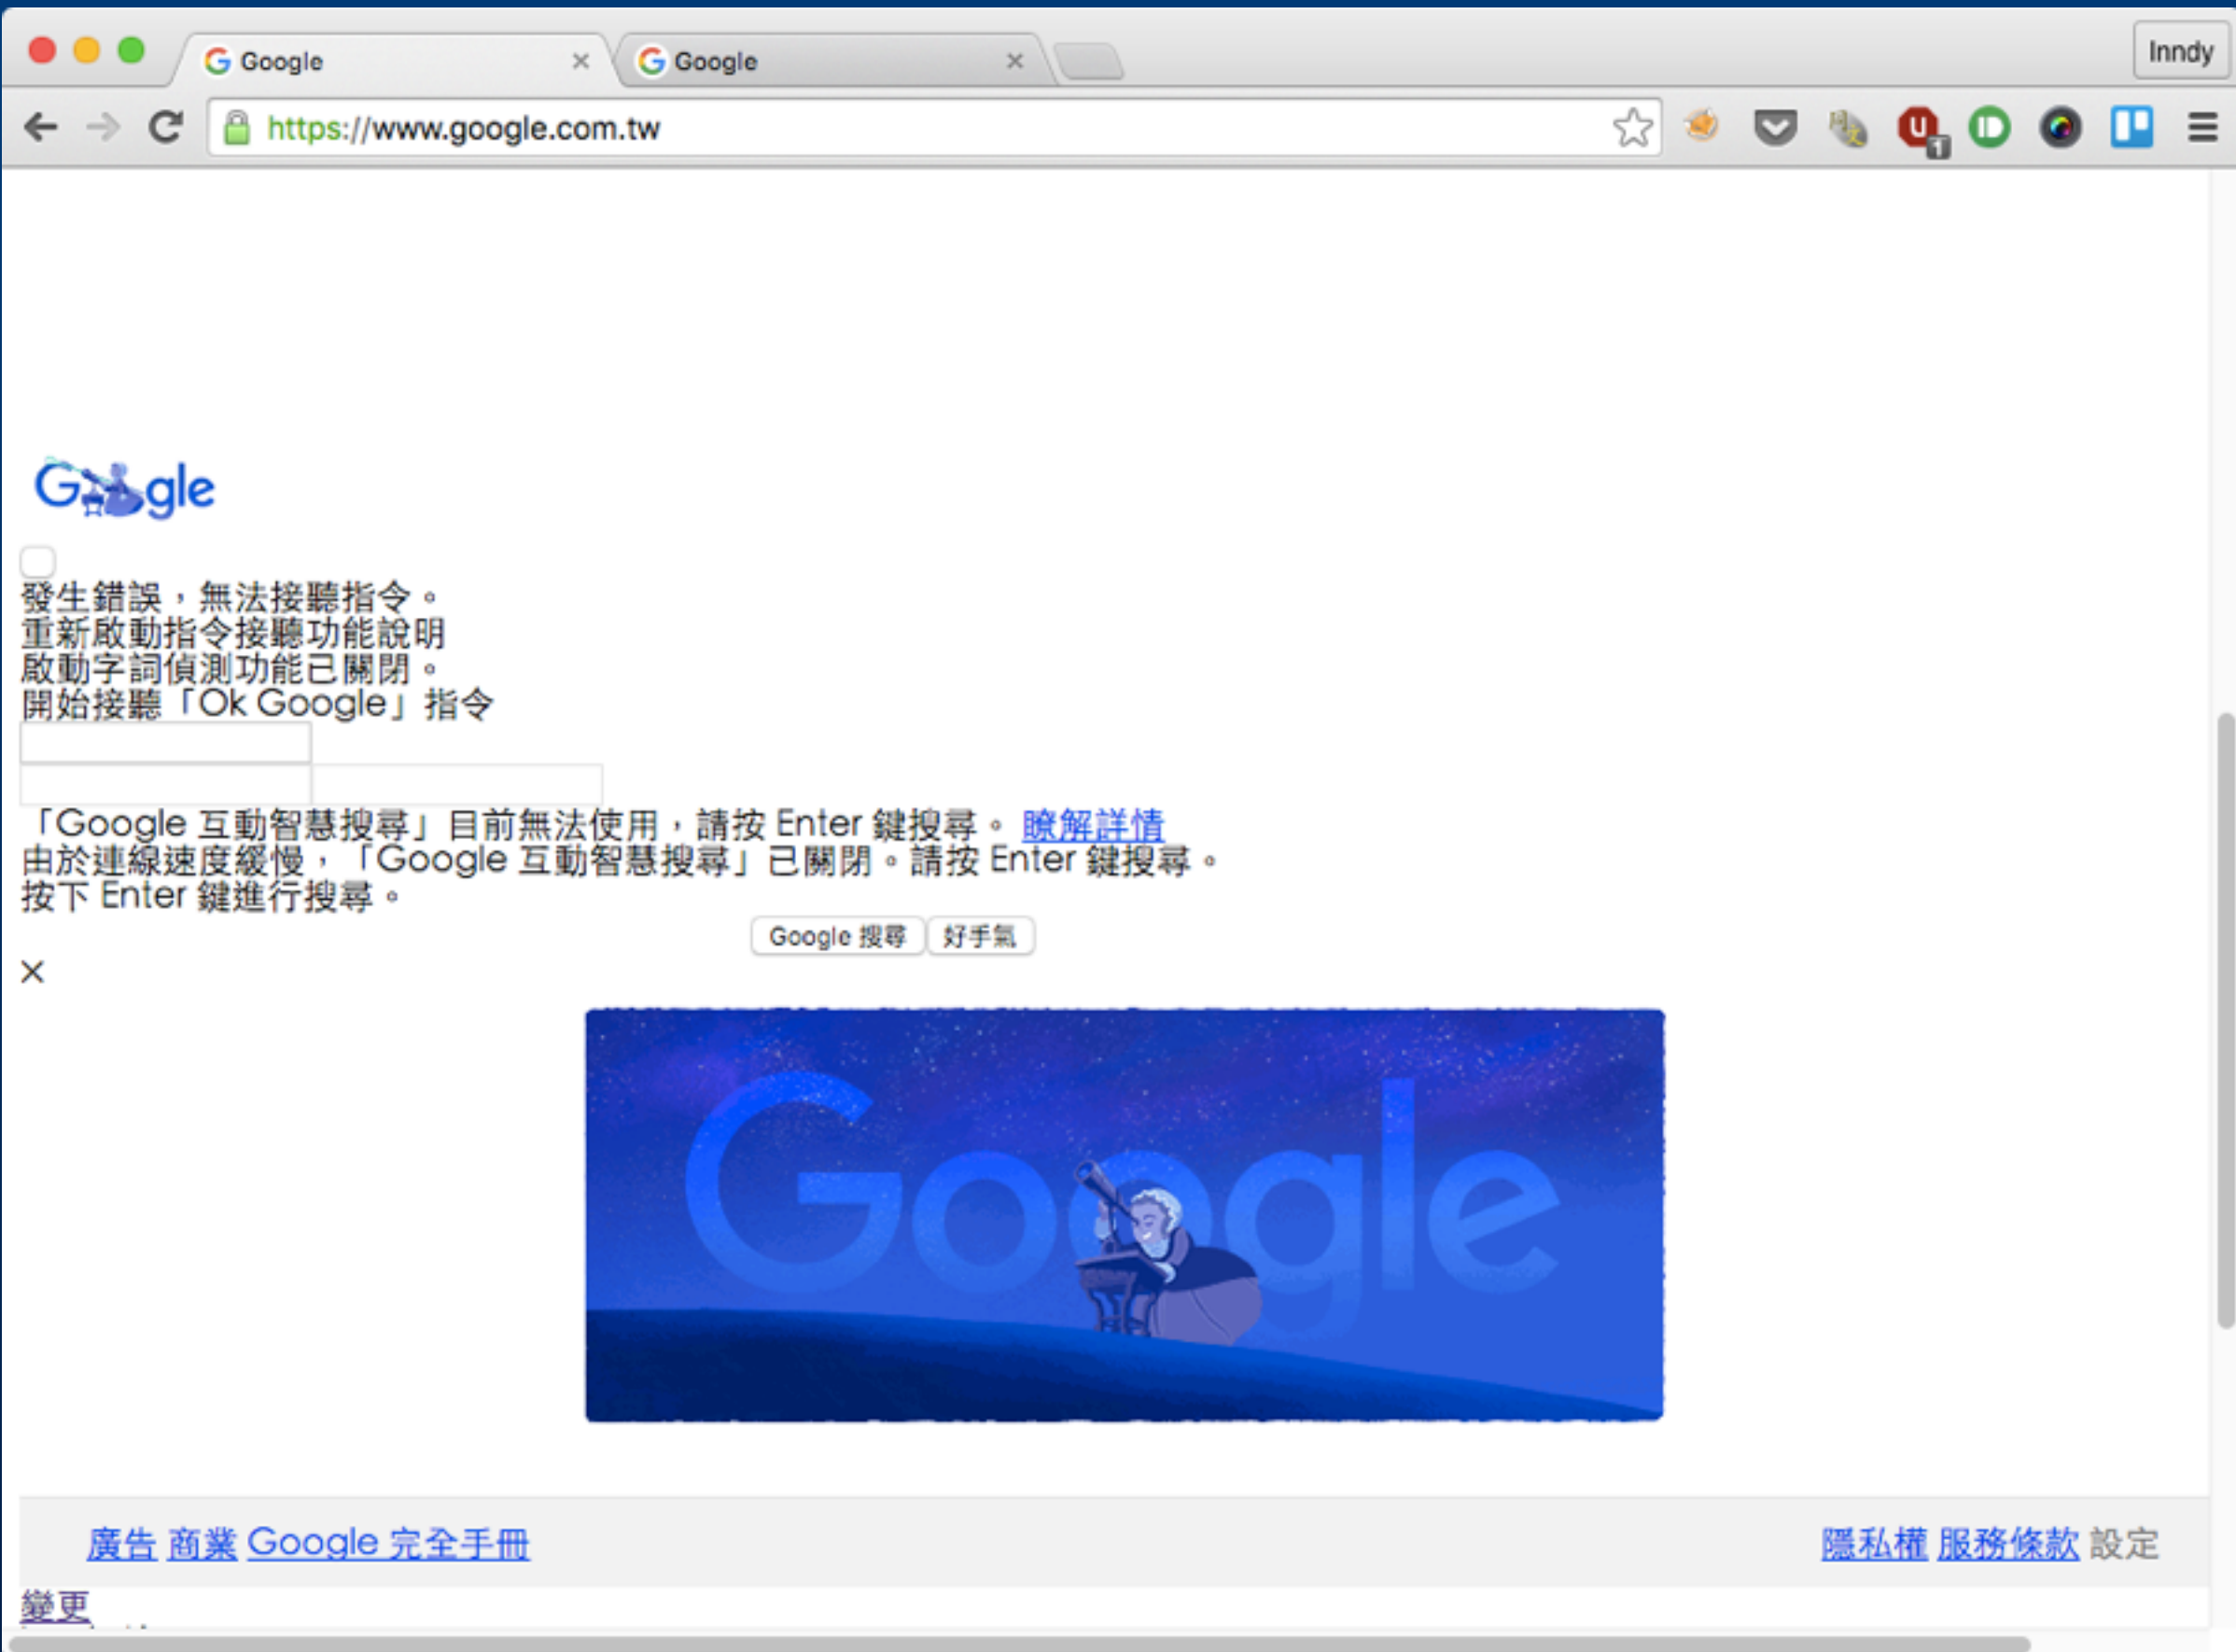 Google
Google
Inndy
https://www.google.com.tw
Google
發生錯誤，無法接聽指令。
重新啟動指令接聽功能說明
啟動字詞偵測功能已關閉。
開始接聽「Ok Google」指令
「Google 互動智慧搜尋」目前無法使用，請按 Enter 鍵搜尋。 瞭解詳情
由於連線速度緩慢，「Google 互動智慧搜尋」已關閉。請按 Enter 鍵搜尋。
按下 Enter 鍵進行搜尋。
Google 搜尋 好手氣
×
Google
廣告 商業 Google 完全手冊 隱私權 服務條款 設定
變更